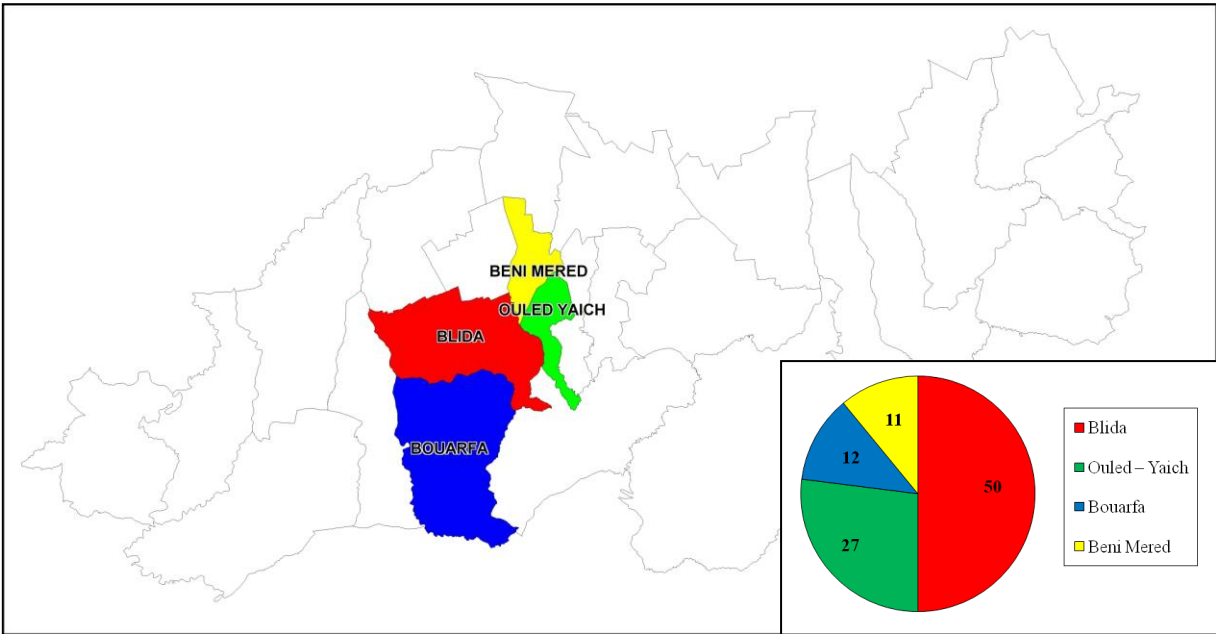 BENI MERED
OULED YAICH
BLIDA
BOUARFA
11
12
50
27
Blida
Ouled – Yaich
Bouarfa
Beni Mered